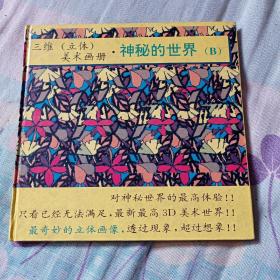 三维（立体）
美术画册·神秘的世界（B）
对神秘世界的最高体验!!
只看已经无法满足,最新最高3D美术世界!!
最奇妙的立体画像,透过现象,超过想象!!